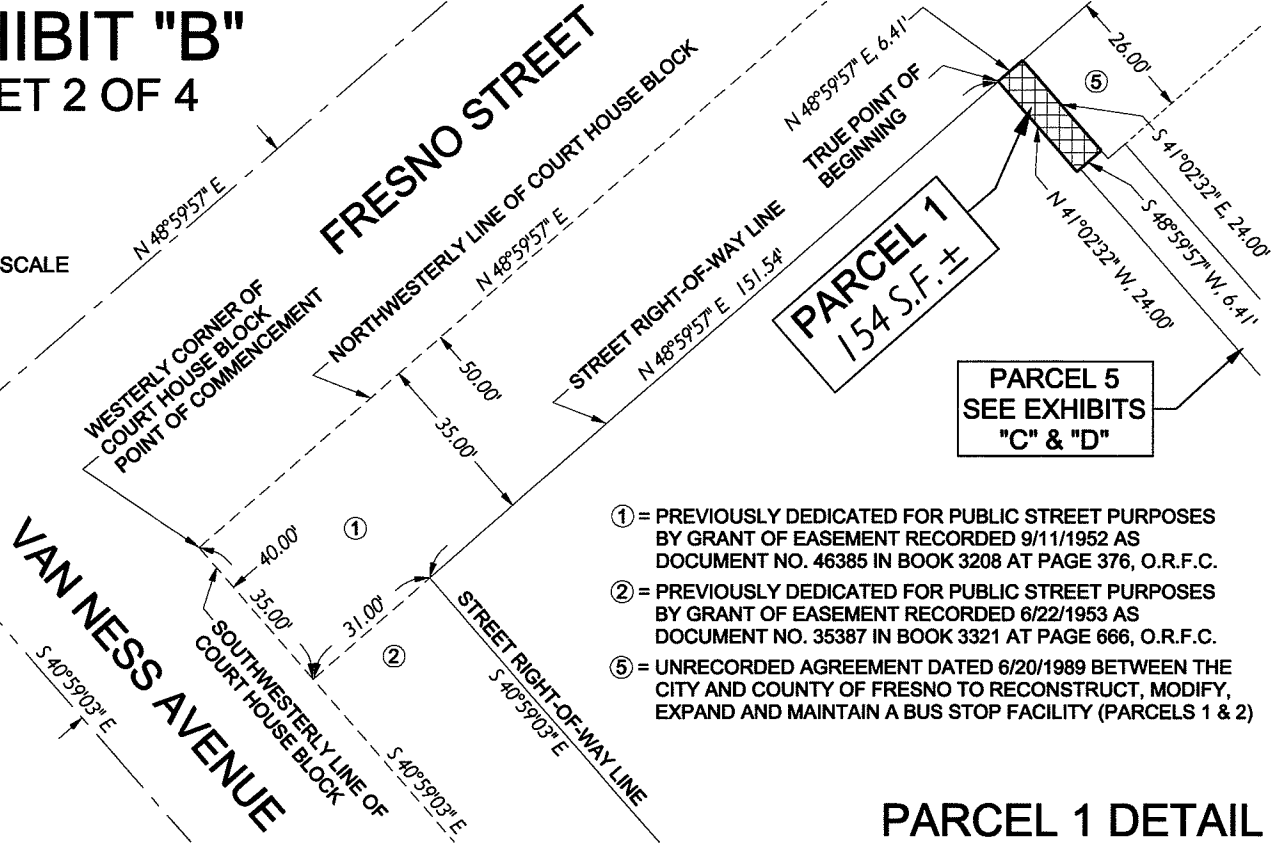 HIBIT "B"
ET 2 OF 4
SCALE
FRESNO STREET
N 48°59'57" E
N 48°59'57" E, 6.41'
TRUE POINT OF
BEGINNING
26.00'
⑤
S 41°02'32" E, 24.00'
S 48°59'57" W, 6.41'
N 41°02'32" W, 24.00'
PARCEL 1
154 S.F. ±
NORTHWESTERLY LINE OF COURT HOUSE BLOCK
N 48°59'57" E
STREET RIGHT-OF-WAY LINE
N 48°59'57" E 151.54'
WESTERLY CORNER OF
COURT HOUSE BLOCK
POINT OF COMMENCEMENT
50.00'
35.00'
PARCEL 5
SEE EXHIBITS
"C" & "D"
①
40.00'
35.00'
31.00'
②
VAN NESS AVENUE
S 40°59'03" E
SOUTHWESTERLY LINE OF
COURT HOUSE BLOCK
S 40°59'03" E
STREET RIGHT-OF-WAY LINE
S 40°59'03" E
① = PREVIOUSLY DEDICATED FOR PUBLIC STREET PURPOSES
BY GRANT OF EASEMENT RECORDED 9/11/1952 AS
DOCUMENT NO. 46385 IN BOOK 3208 AT PAGE 376, O.R.F.C.
② = PREVIOUSLY DEDICATED FOR PUBLIC STREET PURPOSES
BY GRANT OF EASEMENT RECORDED 6/22/1953 AS
DOCUMENT NO. 35387 IN BOOK 3321 AT PAGE 666, O.R.F.C.
⑤ = UNRECORDED AGREEMENT DATED 6/20/1989 BETWEEN THE
CITY AND COUNTY OF FRESNO TO RECONSTRUCT, MODIFY,
EXPAND AND MAINTAIN A BUS STOP FACILITY (PARCELS 1 & 2)
PARCEL 1 DETAIL